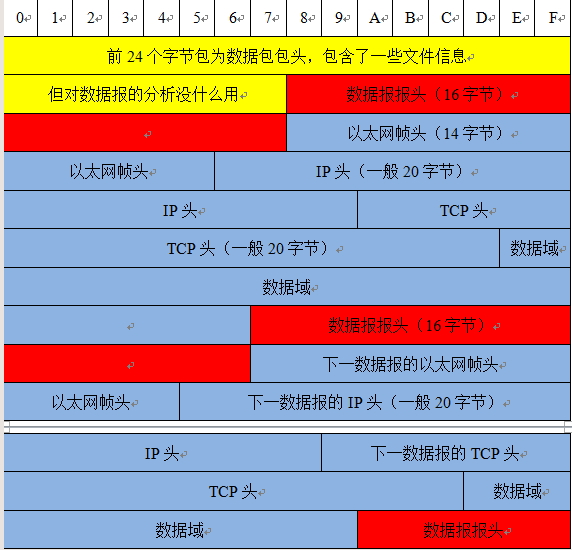 0 1 2 3 4 5 6 7 8 9 A B C D E F
前 24 个字节包为数据包包头，包含了一些文件信息
但对数据报的分析没什么用 数据报报头（16 字节）
以太网帧头（14 字节）
以太网帧头 IP 头（一般 20 字节）
IP 头 TCP 头
TCP 头（一般 20 字节） 数据域
数据域
数据报报头（16 字节）
下一数据报的以太网帧头
以太网帧头 下一数据报的 IP 头（一般 20 字节）
IP 头 下一数据报的 TCP 头
TCP 头 数据域
数据域 数据报报头